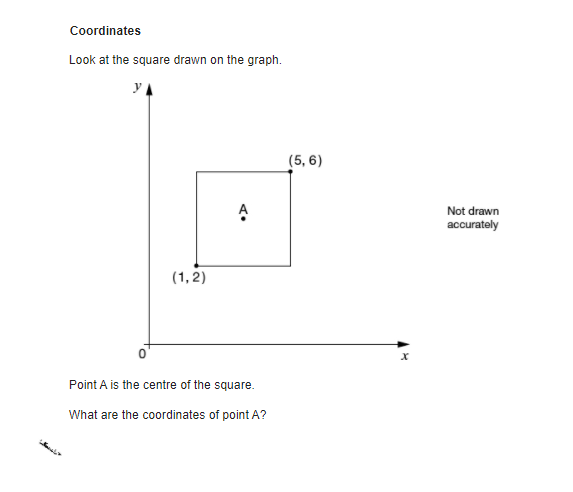 Coordinates
Look at the square drawn on the graph.
y
(5, 6)
A
Not drawn
accurately
(1, 2)
0
x
Point A is the centre of the square.
What are the coordinates of point A?